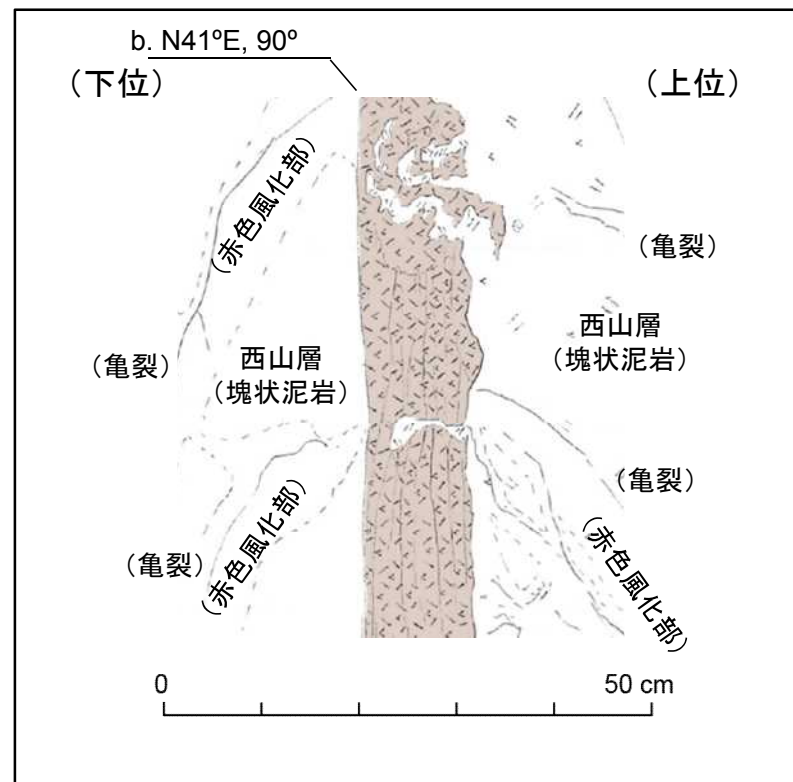 b. N41ºE, 90º
（下位）
（上位）
（赤色風化部）
（亀裂）
西山層
（塊状泥岩）
西山層
（塊状泥岩）
（亀裂）
（亀裂）
（赤色風化部）
（亀裂）
（赤色風化部）
0
50 cm